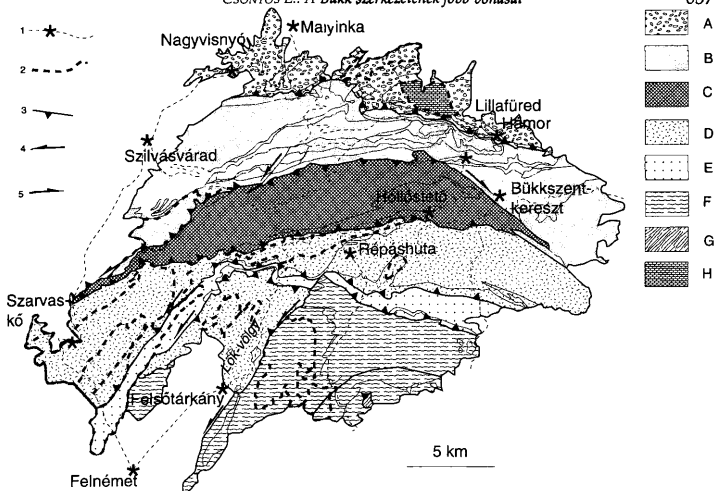 CSONTOS L.: A Bükk szerkezetének főbb vonásai
Nagyvisnyó
Malyinka
1
2
3
4
5
Szilvásvárad
Lillafüred
Hámor
Bükkszent-
kereszt
Hollóstető
Répáshuta
Szarvas-
kő
Lök-völgy
Felsőtárkány
Felnémet
5 km
A
B
C
D
E
F
G
H